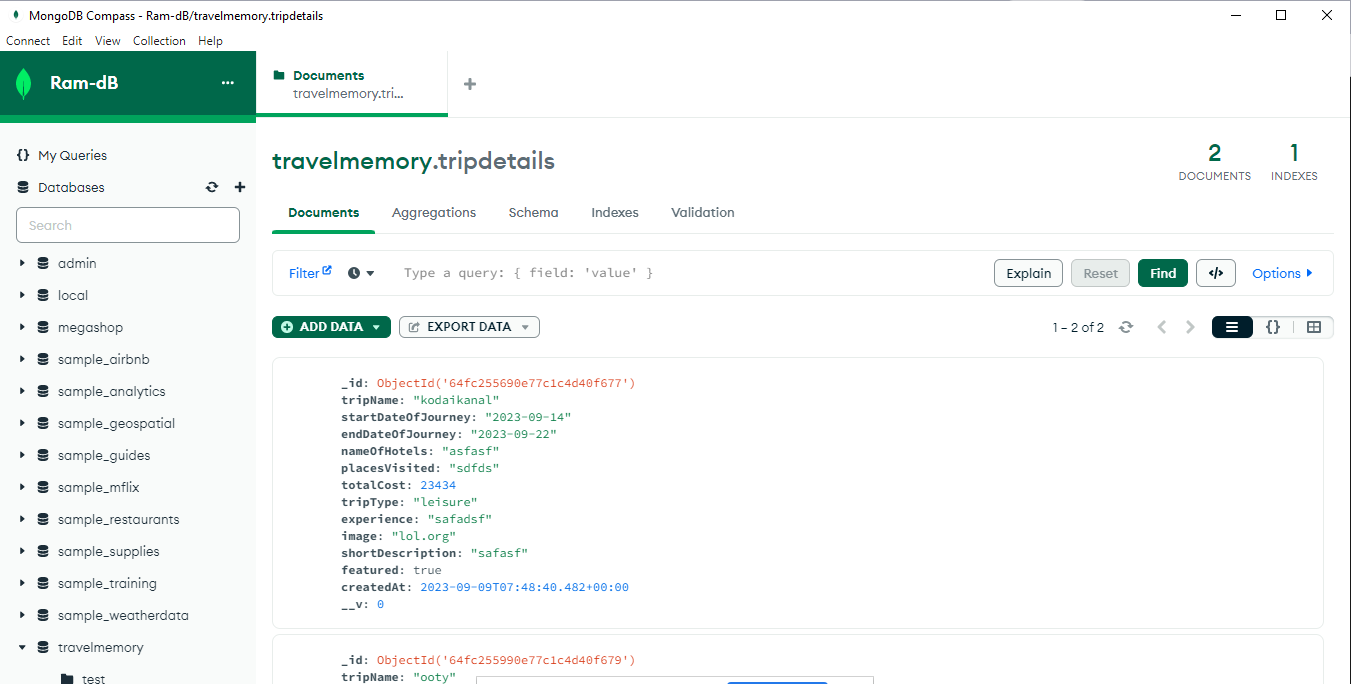 MongoDB Compass - Ram-dB/travelmemory.tripdetails
Connect Edit View Collection Help
Ram-dB
My Queries
Databases
Search
admin
local
megashop
sample_airbnb
sample_analytics
sample_geospatial
sample_guides
sample_mflix
sample_restaurants
sample_supplies
sample_training
sample_weatherdata
travelmemory
test
Documents
travelmemory.tri...
travelmemory.tripdetails
2
DOCUMENTS
1
INDEXES
Documents Aggregations Schema Indexes Validation
Filter Type a query: { field: 'value' } Explain Reset Find </> Options
ADD DATA EXPORT DATA 1 – 2 of 2 {}
_id: ObjectId('64fc255690e77c1c4d40f677')
tripName: "kodaikanal"
startDateOfJourney: "2023-09-14"
endDateOfJourney: "2023-09-22"
nameOfHotels: "asfasf"
placesVisited: "sdfds"
totalCost: 23434
tripType: "leisure"
experience: "safadsf"
image: "lol.org"
shortDescription: "safasf"
featured: true
createdAt: 2023-09-09T07:48:40.482+00:00
__v: 0
_id: ObjectId('64fc255990e77c1c4d40f679')
tripName: "ooty"